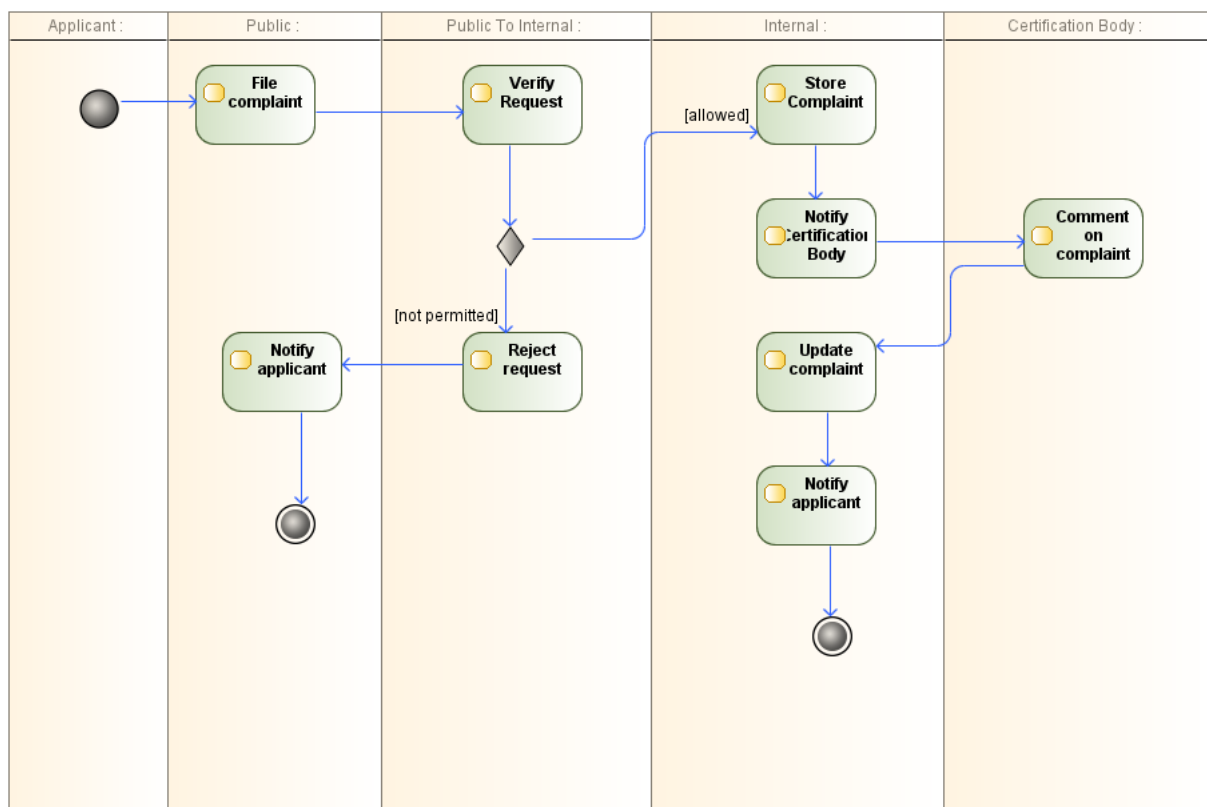 Applicant :
Public :
Public To Internal :
Internal :
Certification Body :
File
complaint
Verify
Request
Store
Complaint
[allowed]
Notify
Certification
Body
Comment
on
complaint
[not permitted]
Notify
applicant
Reject
request
Update
complaint
Notify
applicant